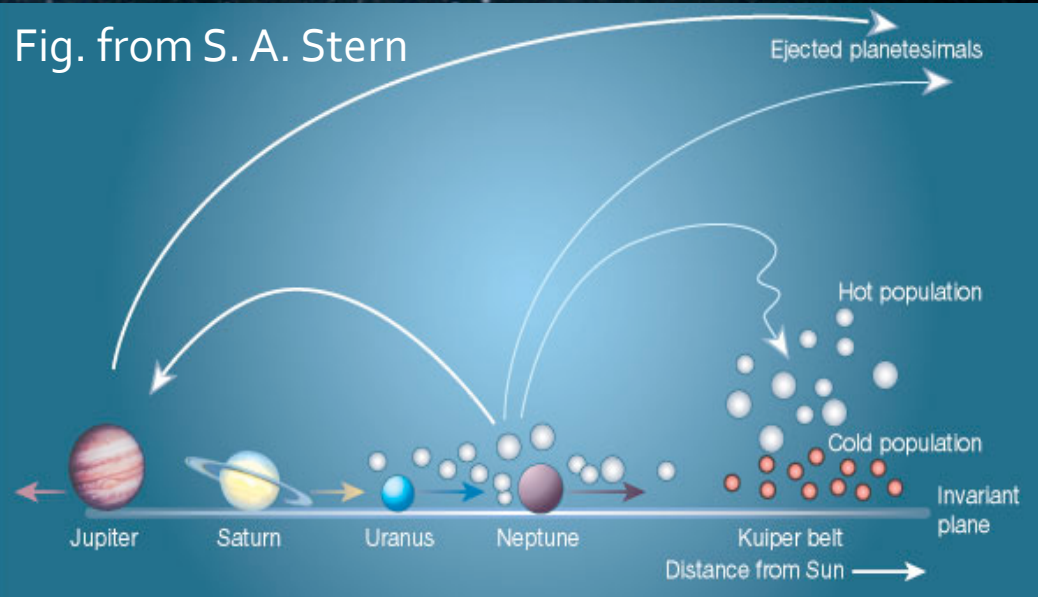 Fig. from S. A. Stern
Ejected planetesimals
Hot population
Cold population
Invariant
plane
Jupiter
Saturn
Uranus
Neptune
Kuiper belt
Distance from Sun